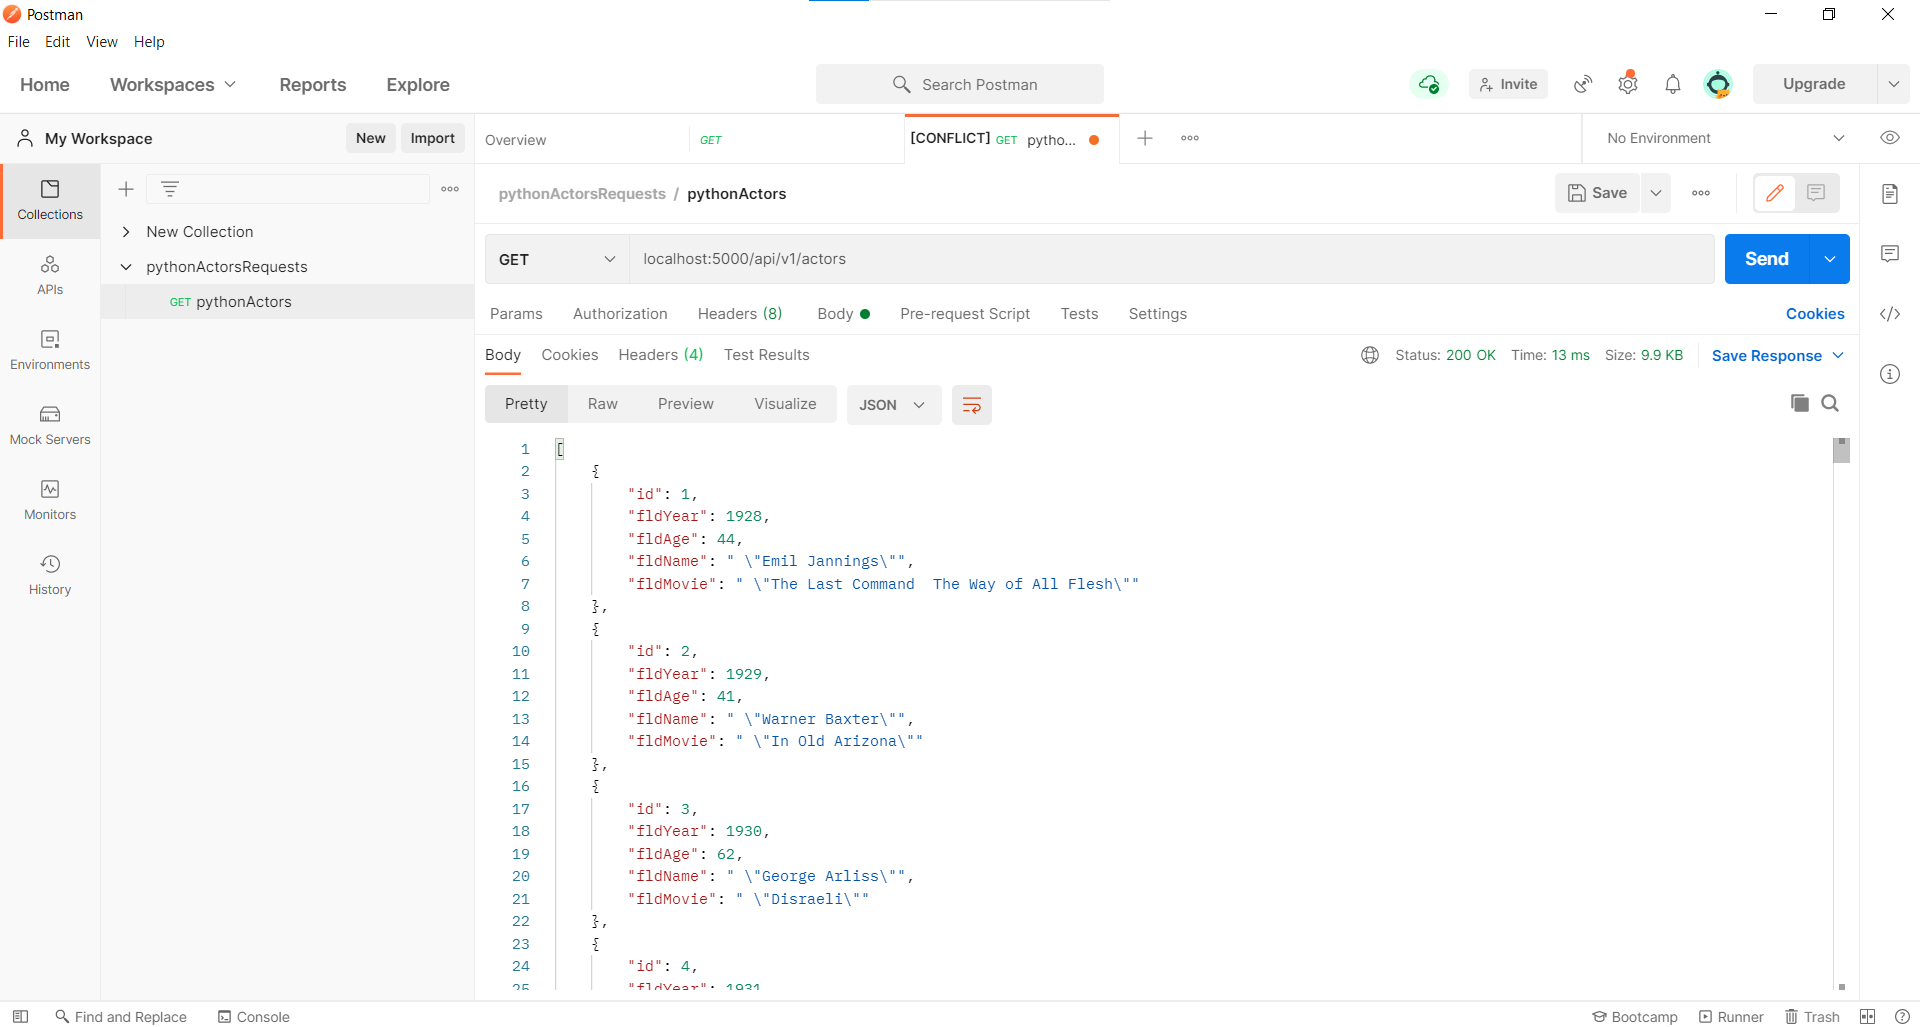 Postman
File Edit View Help
Home Workspaces Reports Explore Search Postman Invite Upgrade
My Workspace New Import Overview GET [CONFLICT] GET pytho... No Environment
Collections
APIs
Environments
Mock Servers
Monitors
History
New Collection
pythonActorsRequests
GET pythonActors
pythonActorsRequests / pythonActors Save
GET localhost:5000/api/v1/actors Send
Params Authorization Headers (8) Body Pre-request Script Tests Settings Cookies
Body Cookies Headers (4) Test Results Status: 200 OK Time: 13 ms Size: 9.9 KB Save Response
Pretty Raw Preview Visualize JSON
1 [
2 {
3 "id": 1,
4 "fldYear": 1928,
5 "fldAge": 44,
6 "fldName": " \"Emil Jannings\"",
7 "fldMovie": " \"The Last Command  The Way of All Flesh\""
8 },
9 {
10 "id": 2,
11 "fldYear": 1929,
12 "fldAge": 41,
13 "fldName": " \"Warner Baxter\"",
14 "fldMovie": " \"In Old Arizona\""
15 },
16 {
17 "id": 3,
18 "fldYear": 1930,
19 "fldAge": 62,
20 "fldName": " \"George Arliss\"",
21 "fldMovie": " \"Disraeli\""
22 },
23 {
24 "id": 4,
25 "fldYear": 1931
Find and Replace Console Bootcamp Runner Trash